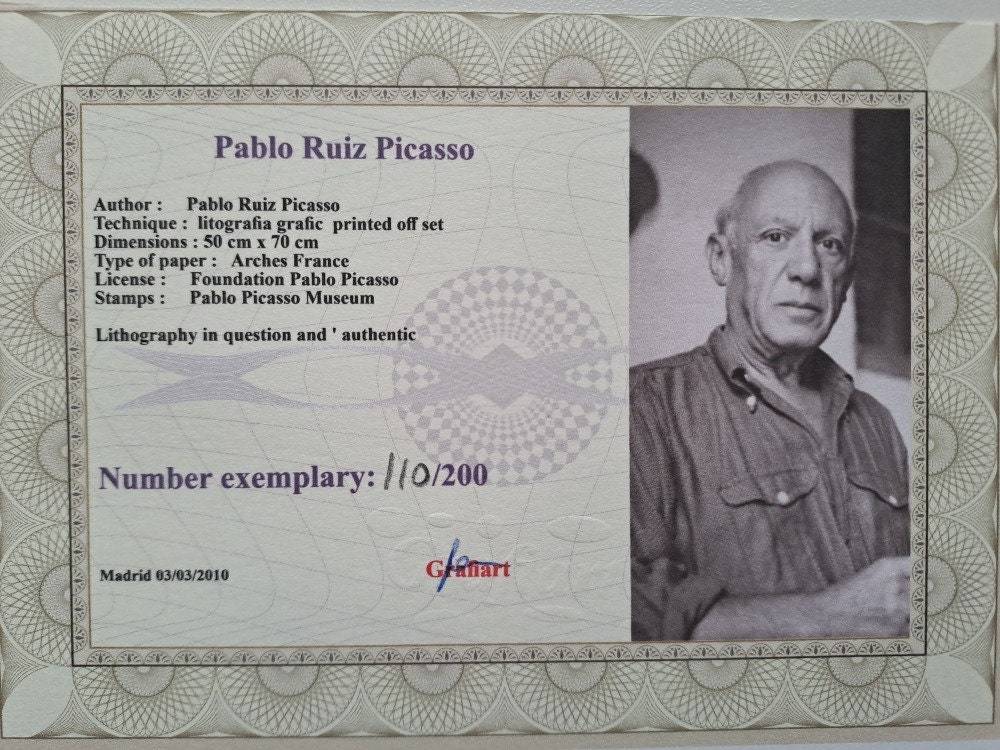 Pablo Ruiz Picasso
Author : Pablo Ruiz Picasso
Technique : litografia grafic printed off set
Dimensions : 50 cm x 70 cm
Type of paper : Arches France
License : Foundation Pablo Picasso
Stamps : Pablo Picasso Museum
Lithography in question and ' authentic
Number exemplary: 110/200
Madrid 03/03/2010
Grafiart